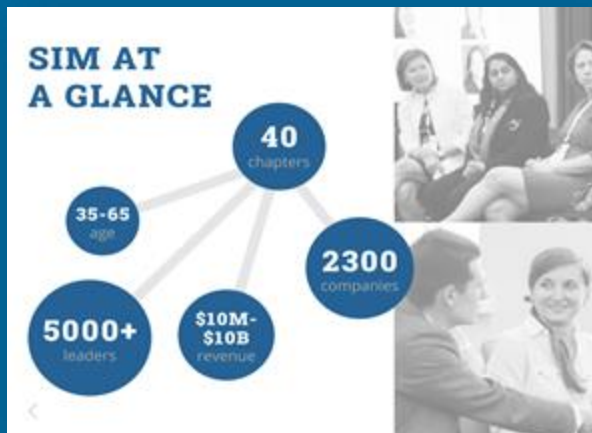 SIM AT
A GLANCE
40
chapters
35-65
age
2300
companies
5000+
leaders
$10M-
$10B
revenue